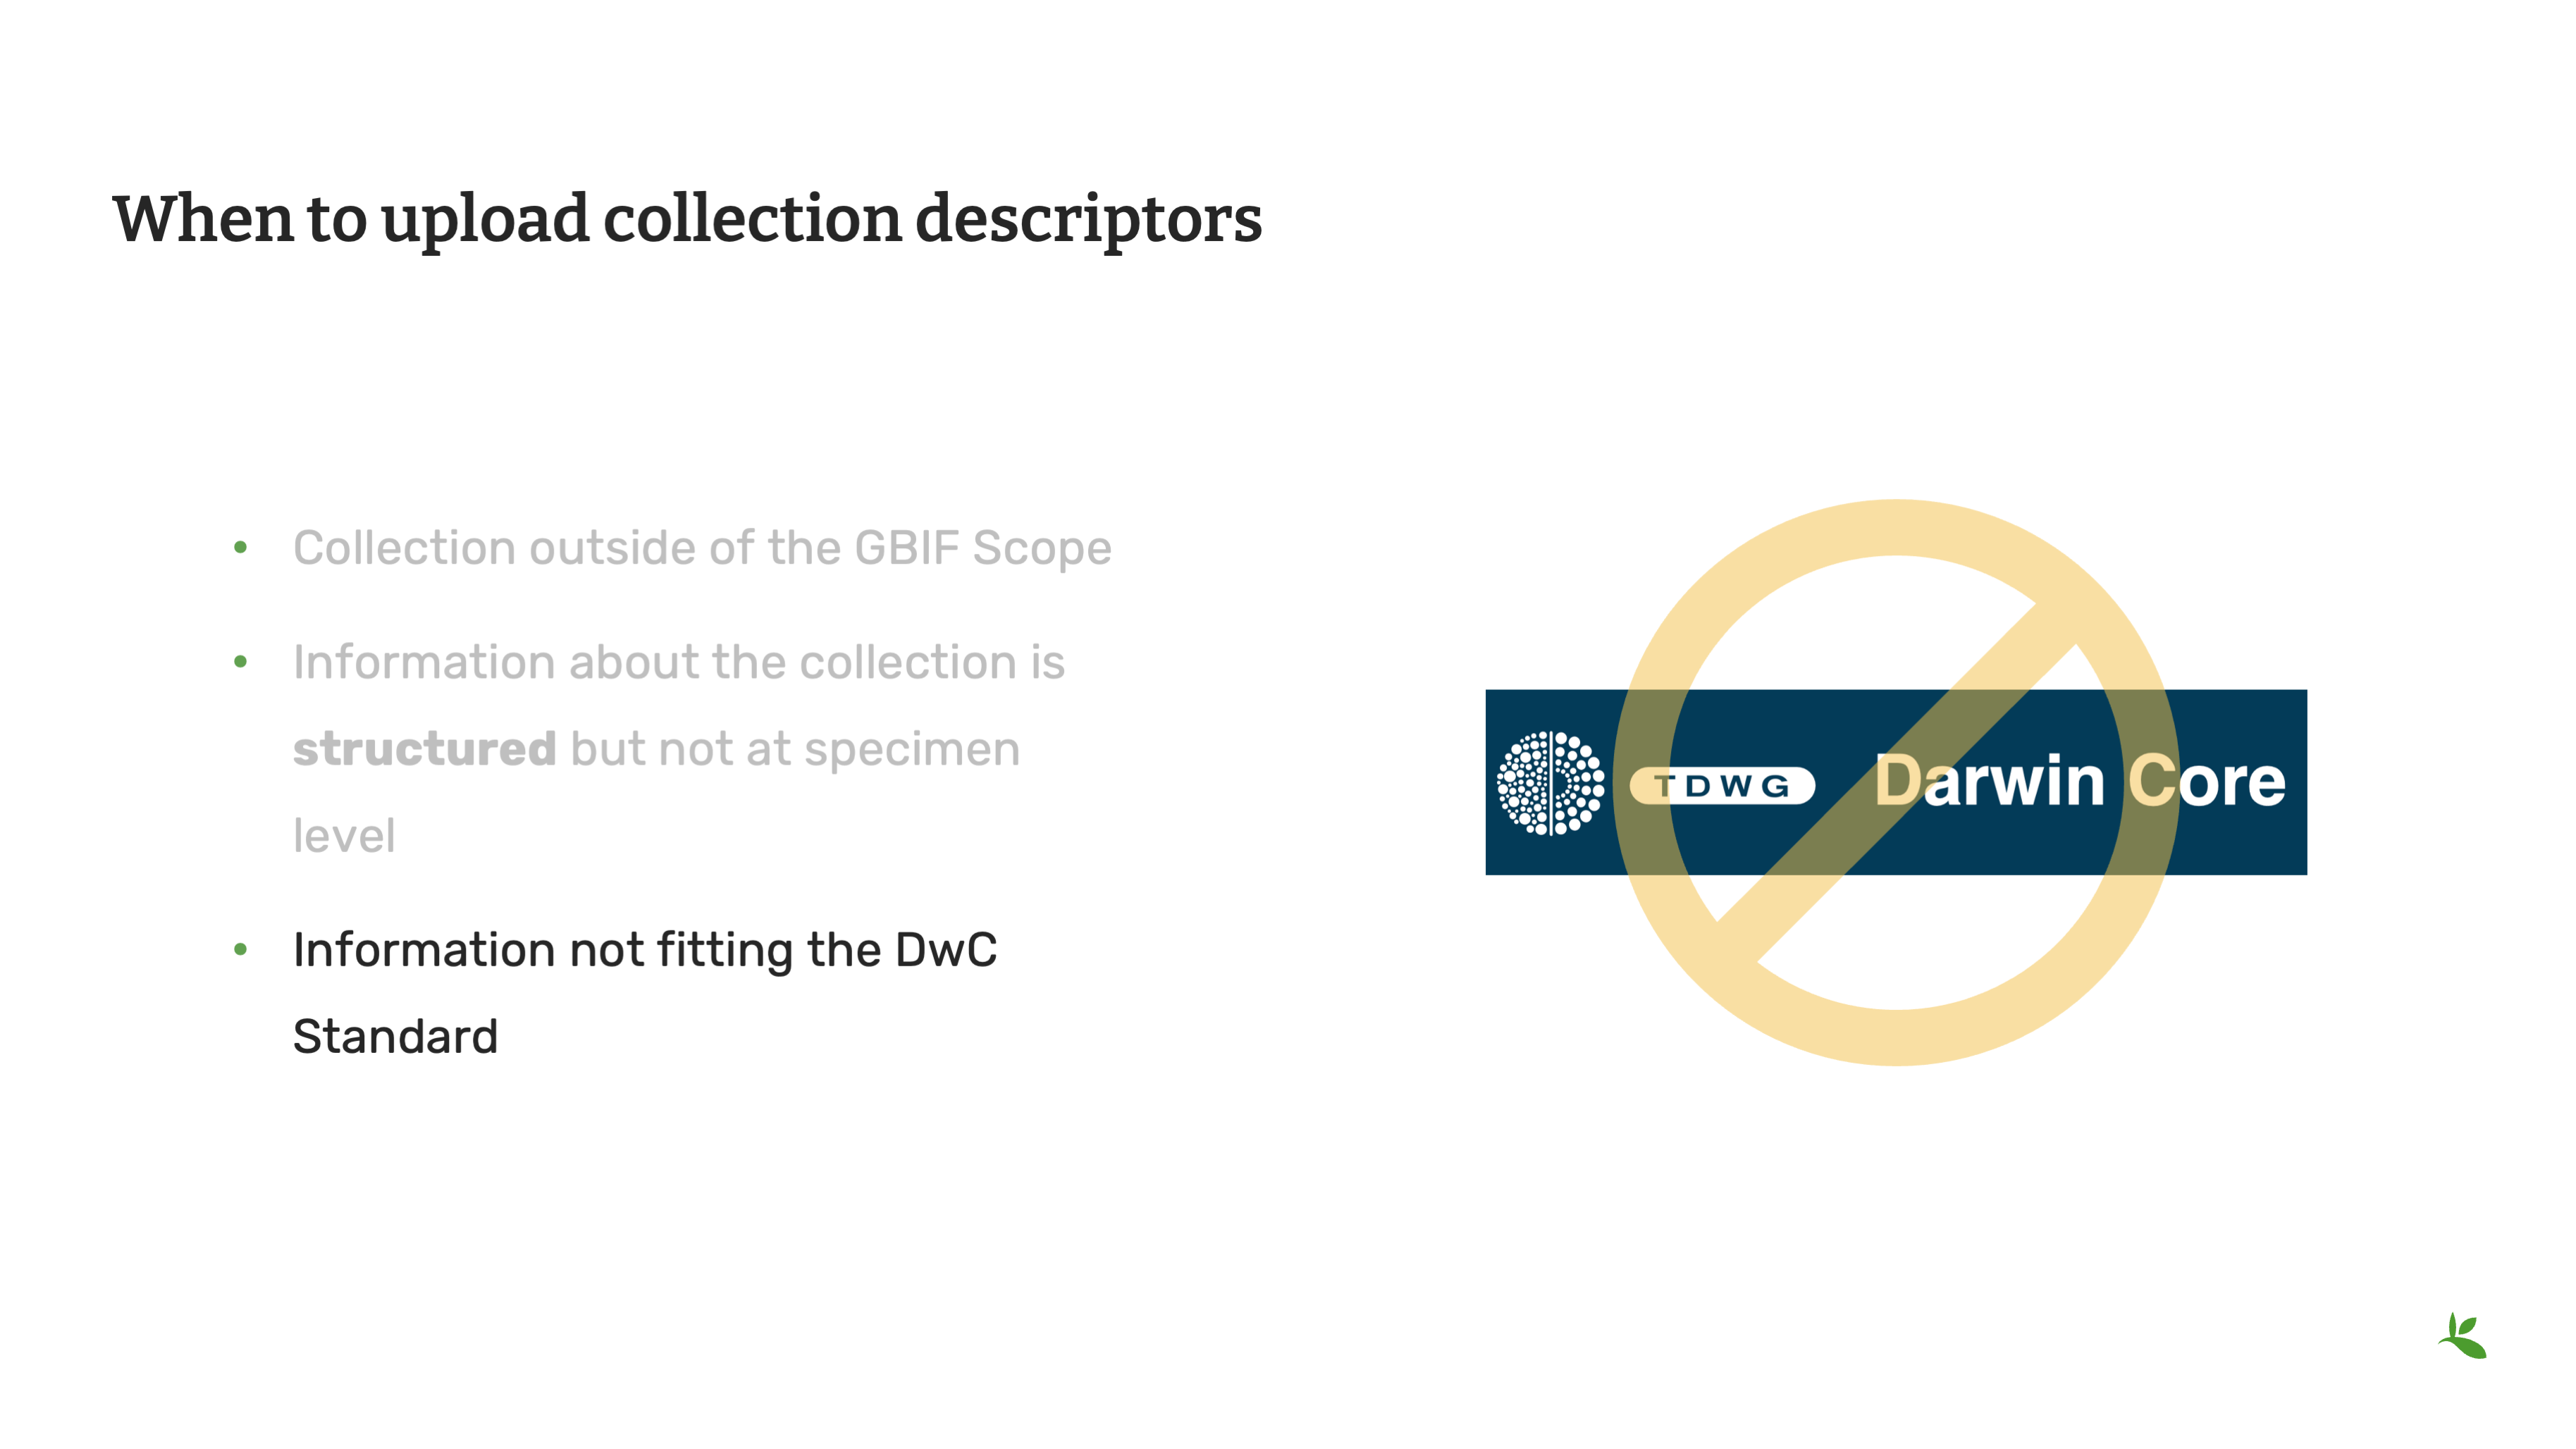 When to upload collection descriptors
• Collection outside of the GBIF Scope
• Information about the collection is
structured but not at specimen
level
• Information not fitting the DwC
Standard
TDWG Darwin Core